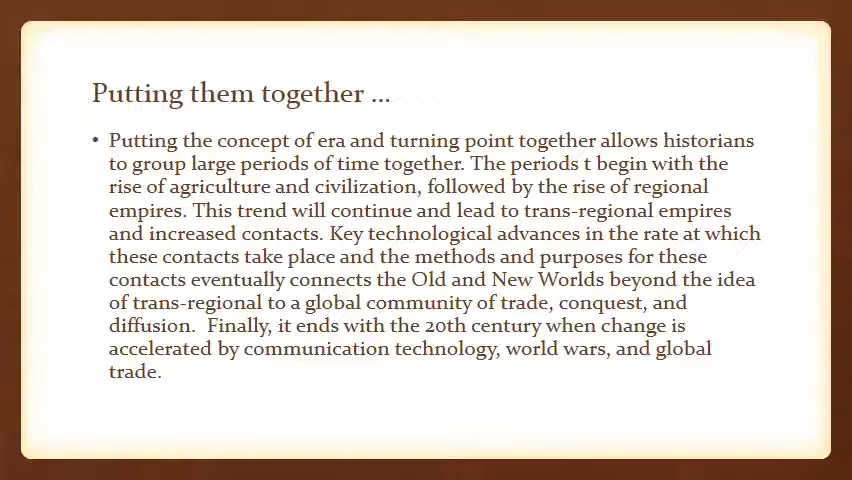 Putting them together ...
• Putting the concept of era and turning point together allows historians
to group large periods of time together. The periods t begin with the
rise of agriculture and civilization, followed by the rise of regional
empires. This trend will continue and lead to trans-regional empires
and increased contacts. Key technological advances in the rate at which
these contacts take place and the methods and purposes for these
contacts eventually connects the Old and New Worlds beyond the idea
of trans-regional to a global community of trade, conquest, and
diffusion.  Finally, it ends with the 20th century when change is
accelerated by communication technology, world wars, and global
trade.